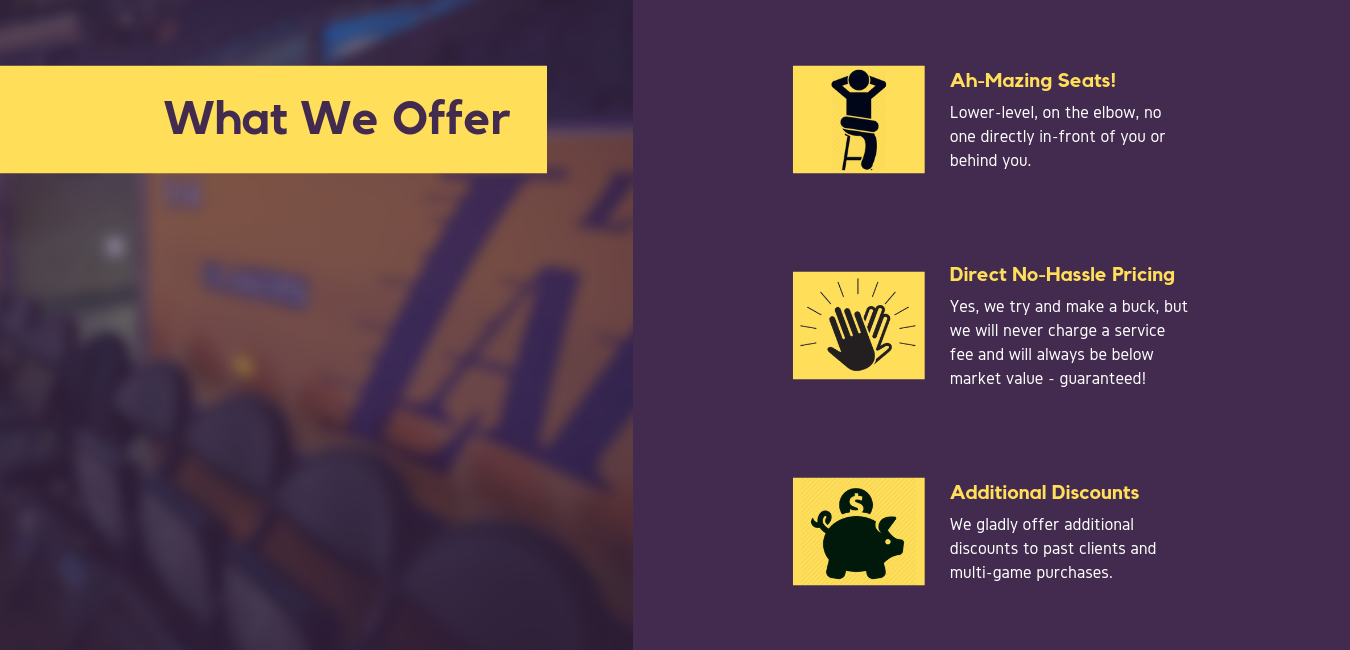 What We Offer
Ah-Mazing Seats!
Lower-level, on the elbow, no
one directly in-front of you or
behind you.
Direct No-Hassle Pricing
Yes, we try and make a buck, but
we will never charge a service
fee and will always be below
market value - guaranteed!
Additional Discounts
We gladly offer additional
discounts to past clients and
multi-game purchases.